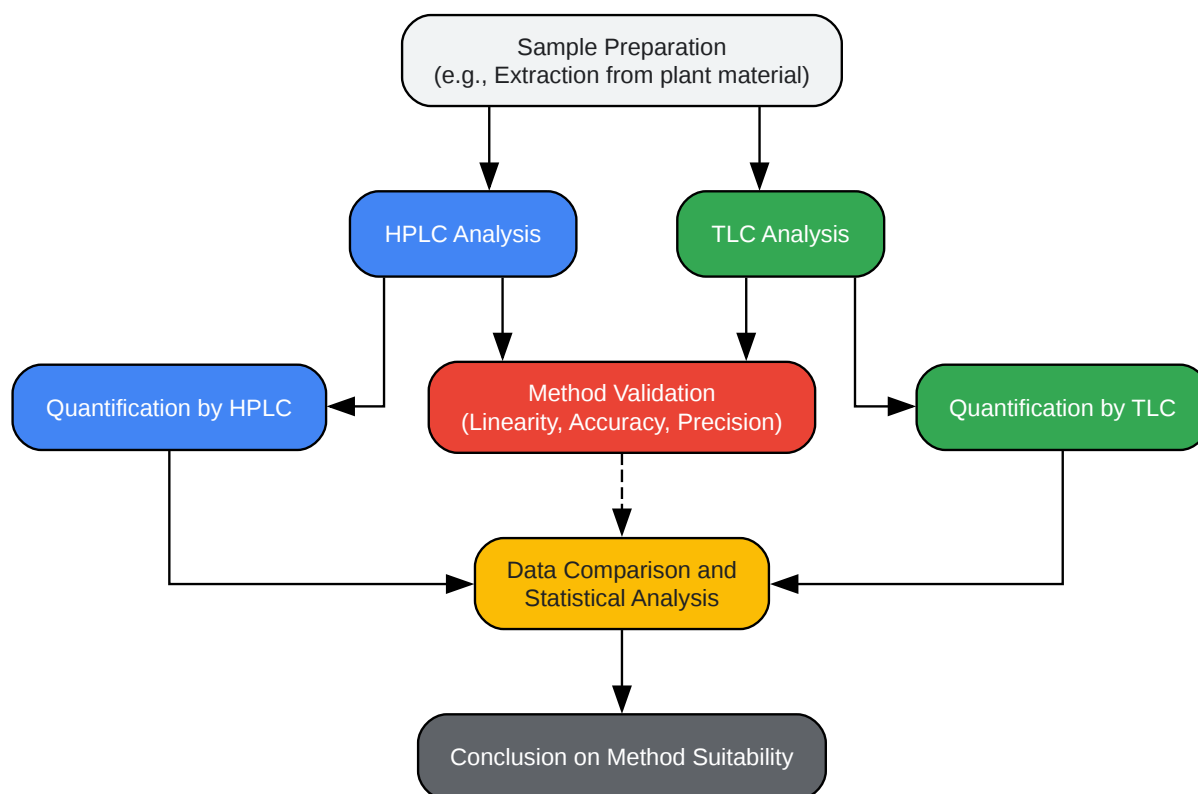 Sample Preparation
(e.g., Extraction from plant material)
HPLC Analysis
TLC Analysis
Quantification by HPLC
Method Validation
(Linearity, Accuracy, Precision)
Quantification by TLC
Data Comparison and
Statistical Analysis
Conclusion on Method Suitability